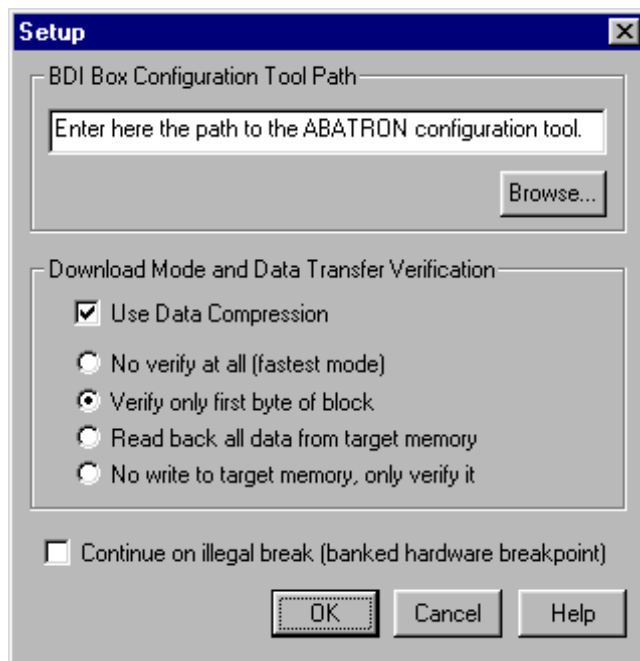 Setup
BDI Box Configuration Tool Path
Enter here the path to the ABATRON configuration tool.
Browse...
Download Mode and Data Transfer Verification
Use Data Compression
No verify at all (fastest mode)
Verify only first byte of block
Read back all data from target memory
No write to target memory, only verify it
Continue on illegal break (banked hardware breakpoint)
OK Cancel Help